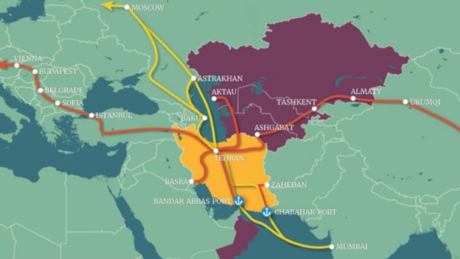 MOSCOW
VIENNA
BUDAPEST
BELGRADE
SOFIA
ISTANBUL
ASTRAKHAN
AKTAU
BAKU
TASHKENT
ALMATY
URUMQI
ASHGABAT
TEHRAN
BASRA
ZAHEDAN
BANDAR ABBAS PORT
CHABAHAR PORT
MUMBAI